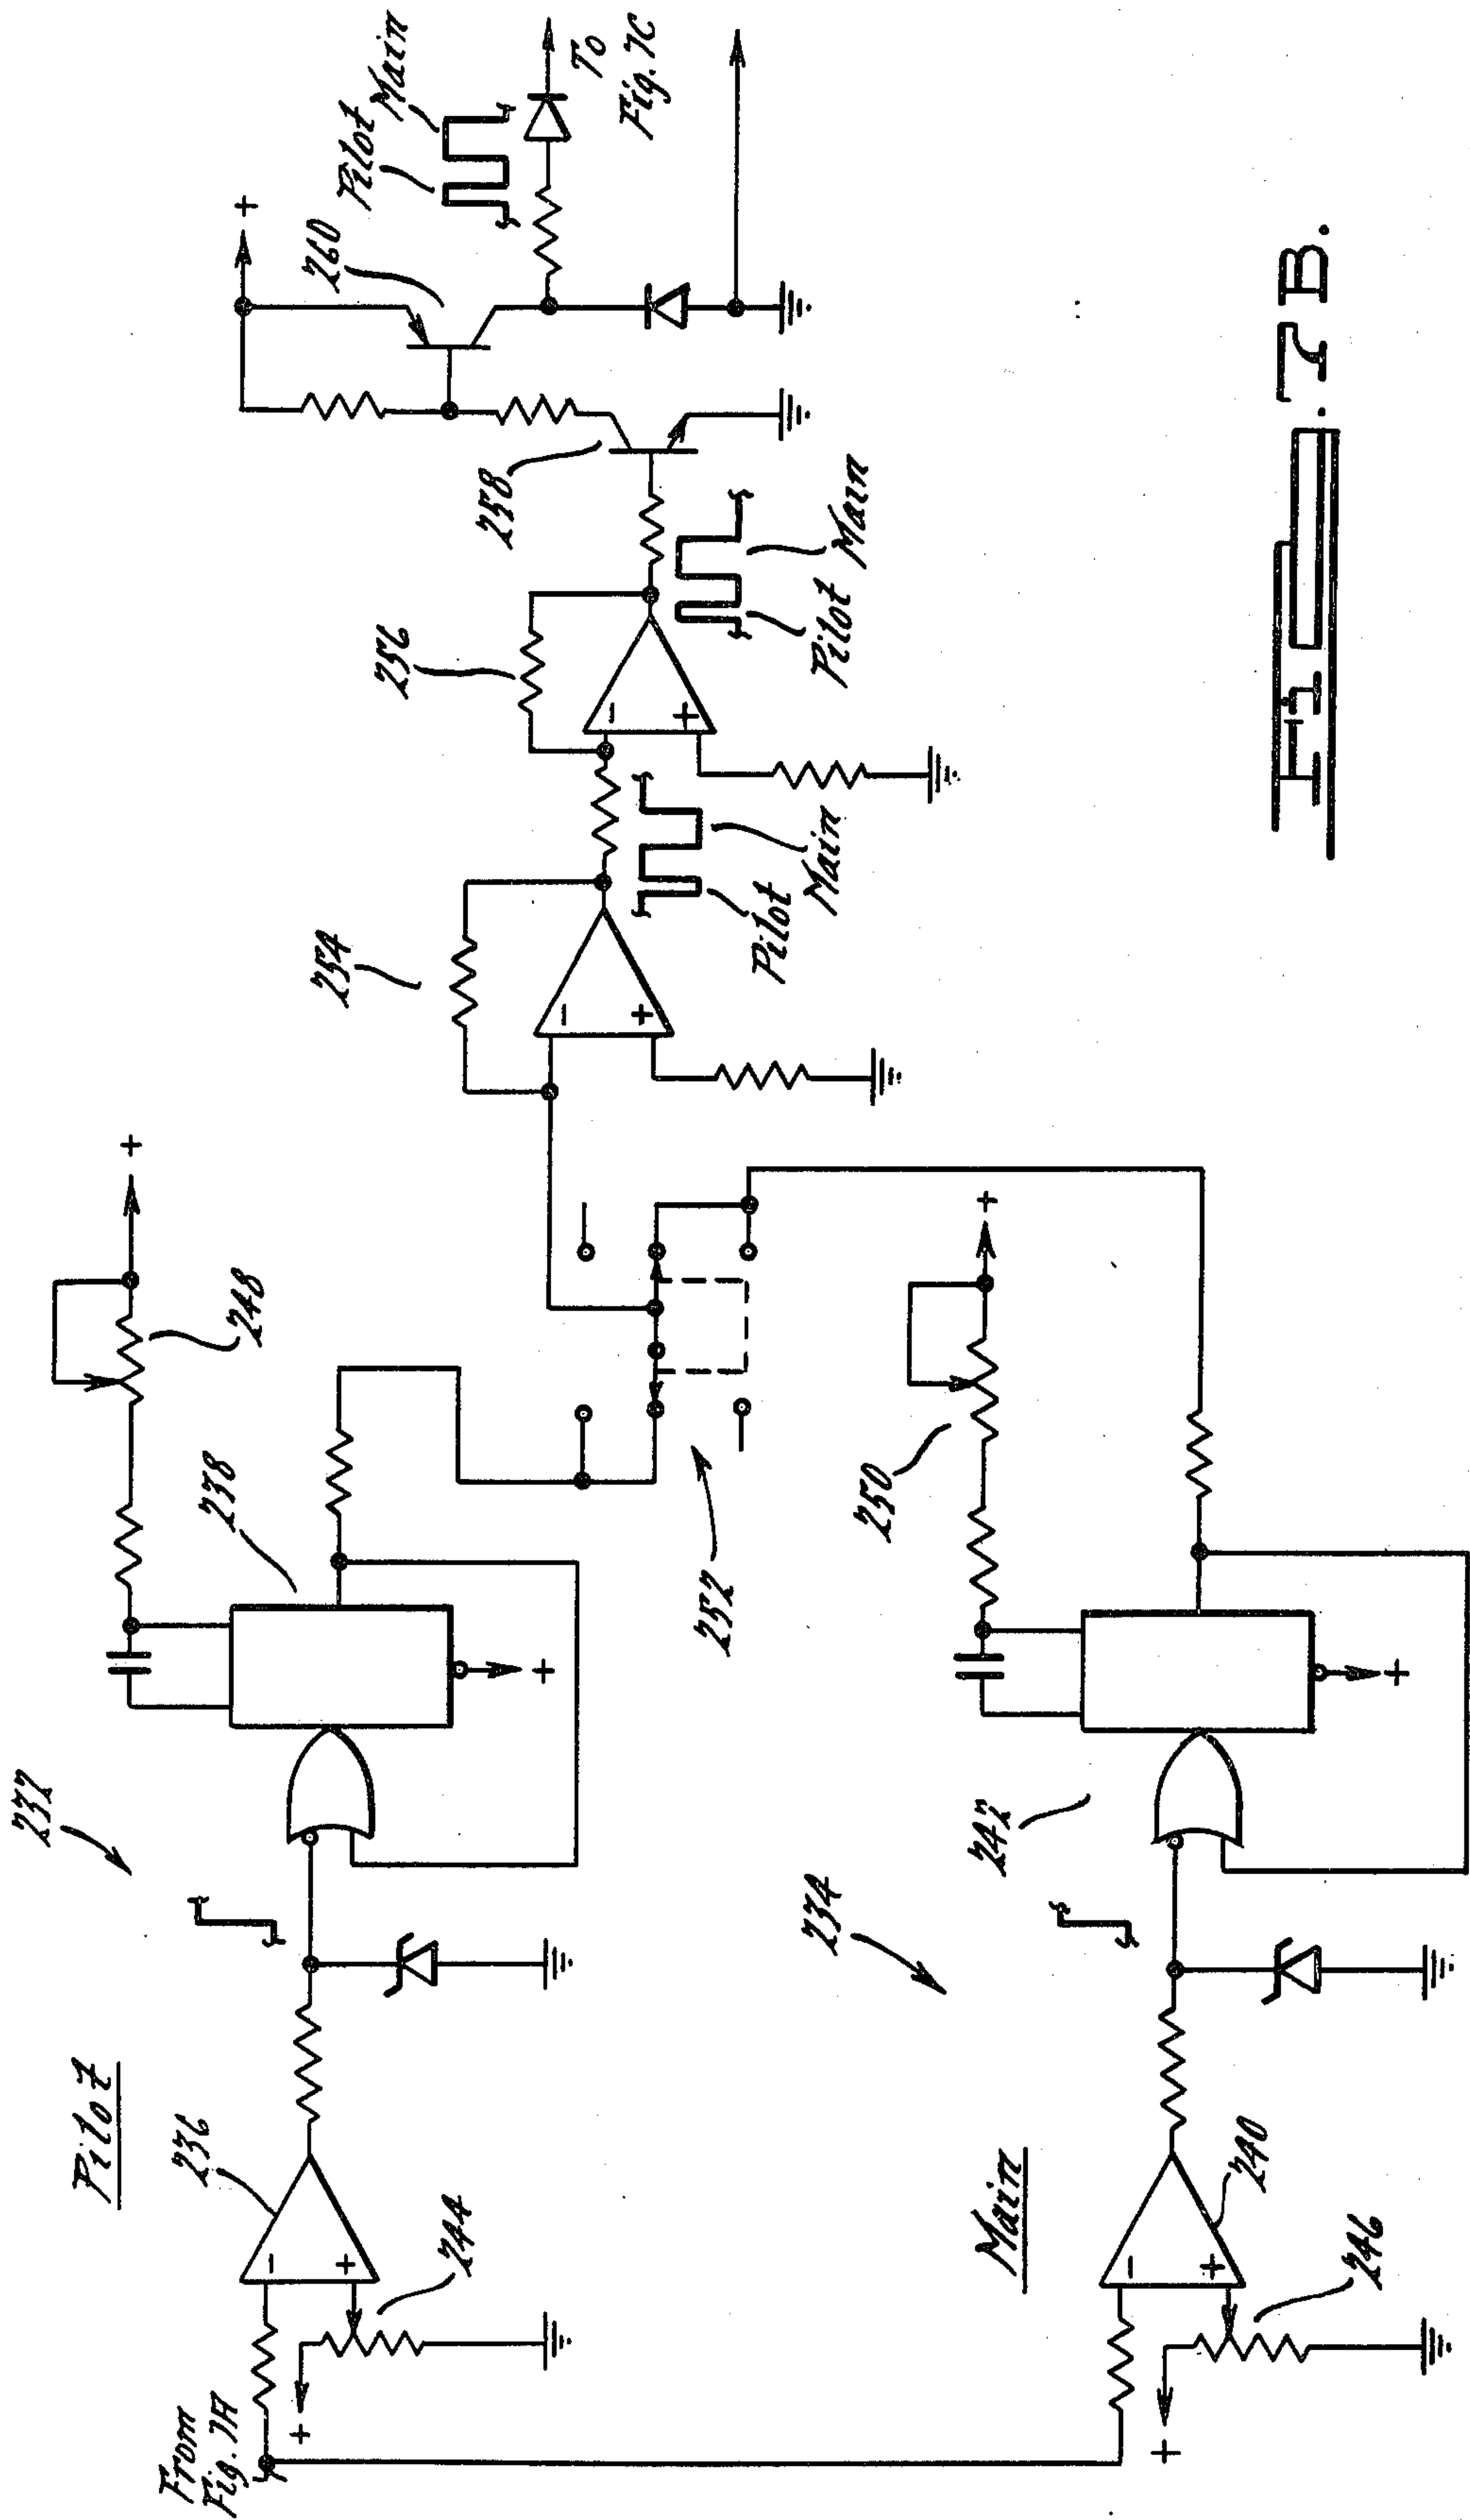 Pilot
From
Fig. 7A
236
244
+
-
+
232
238
248
+
+
Main
240
246
+
-
+
234
242
250
+
+
252
254
-
+
Pilot
Main
256
-
+
Pilot
Main
258
260
+
Pilot
Main
To
Fig. 7C
Fig. 7B.